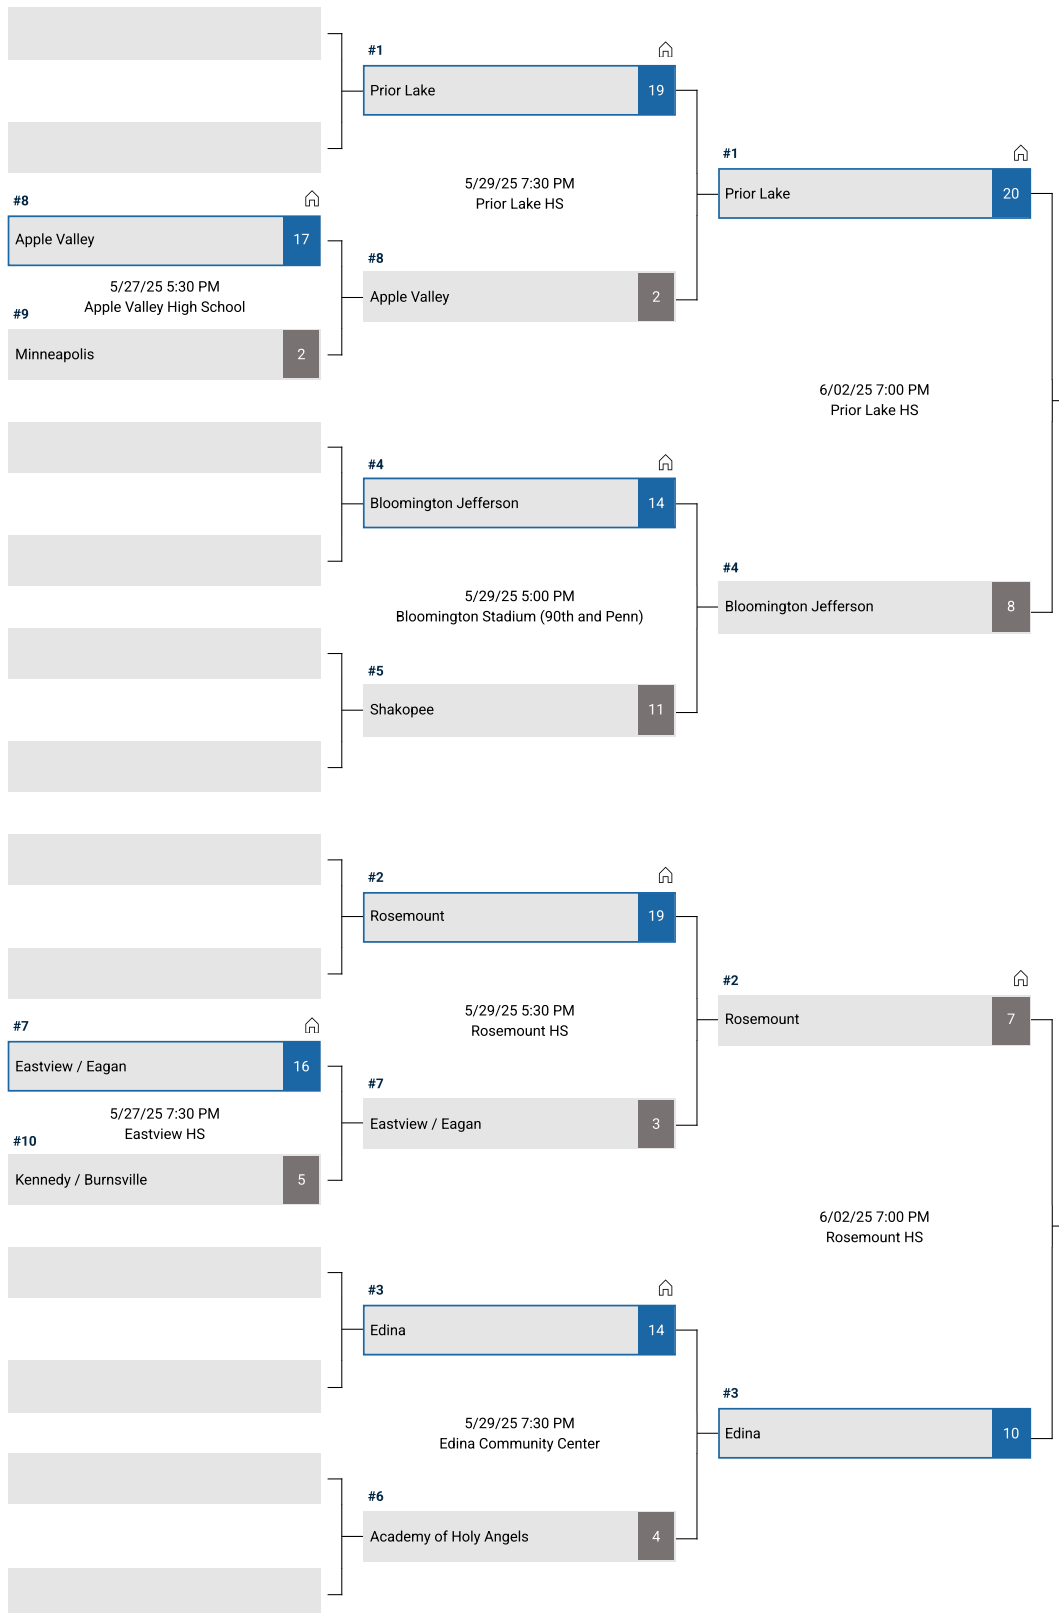 #8
Apple Valley
17
5/27/25 5:30 PM
Apple Valley High School
#9
Minneapolis
2
#7
Eastview / Eagan
16
5/27/25 7:30 PM
Eastview HS
#10
Kennedy / Burnsville
5
#1
Prior Lake
19
5/29/25 7:30 PM
Prior Lake HS
#8
Apple Valley
2
#4
Bloomington Jefferson
14
5/29/25 5:00 PM
Bloomington Stadium (90th and Penn)
#5
Shakopee
11
#2
Rosemount
19
5/29/25 5:30 PM
Rosemount HS
#7
Eastview / Eagan
3
#3
Edina
14
5/29/25 7:30 PM
Edina Community Center
#6
Academy of Holy Angels
4
#1
Prior Lake
20
6/02/25 7:00 PM
Prior Lake HS
#4
Bloomington Jefferson
8
#2
Rosemount
7
6/02/25 7:00 PM
Rosemount HS
#3
Edina
10